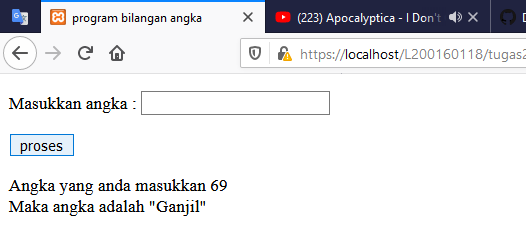 program bilangan angka
(223) Apocalyptica - I Don't
https://localhost/L200160118/tugas2
Masukkan angka :
proses
Angka yang anda masukkan 69
Maka angka adalah "Ganjil"